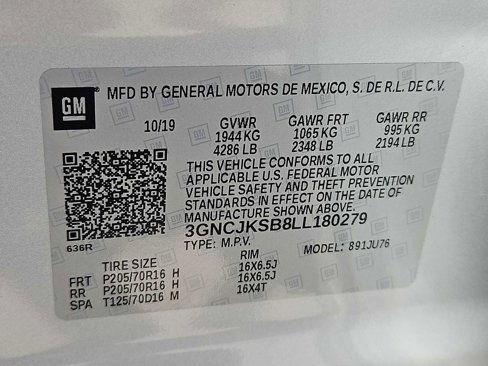 GM MFD BY GENERAL MOTORS DE MEXICO, S. DE R.L. DE C.V.
10/19 GVWR GAWR FRT GAWR RR
1944 KG 1065 KG 995 KG
4286 LB 2348 LB 2194 LB
THIS VEHICLE CONFORMS TO ALL
APPLICABLE U.S. FEDERAL MOTOR
VEHICLE SAFETY AND THEFT PREVENTION
STANDARDS IN EFFECT ON THE DATE OF
MANUFACTURE SHOWN ABOVE.
3GNCJKSB8LL180279
636R TYPE: M.P.V. MODEL: 891JU76
TIRE SIZE RIM
FRT P205/70R16 H 16X6.5J
RR P205/70R16 H 16X6.5J
SPA T125/70D16 M 16X4T